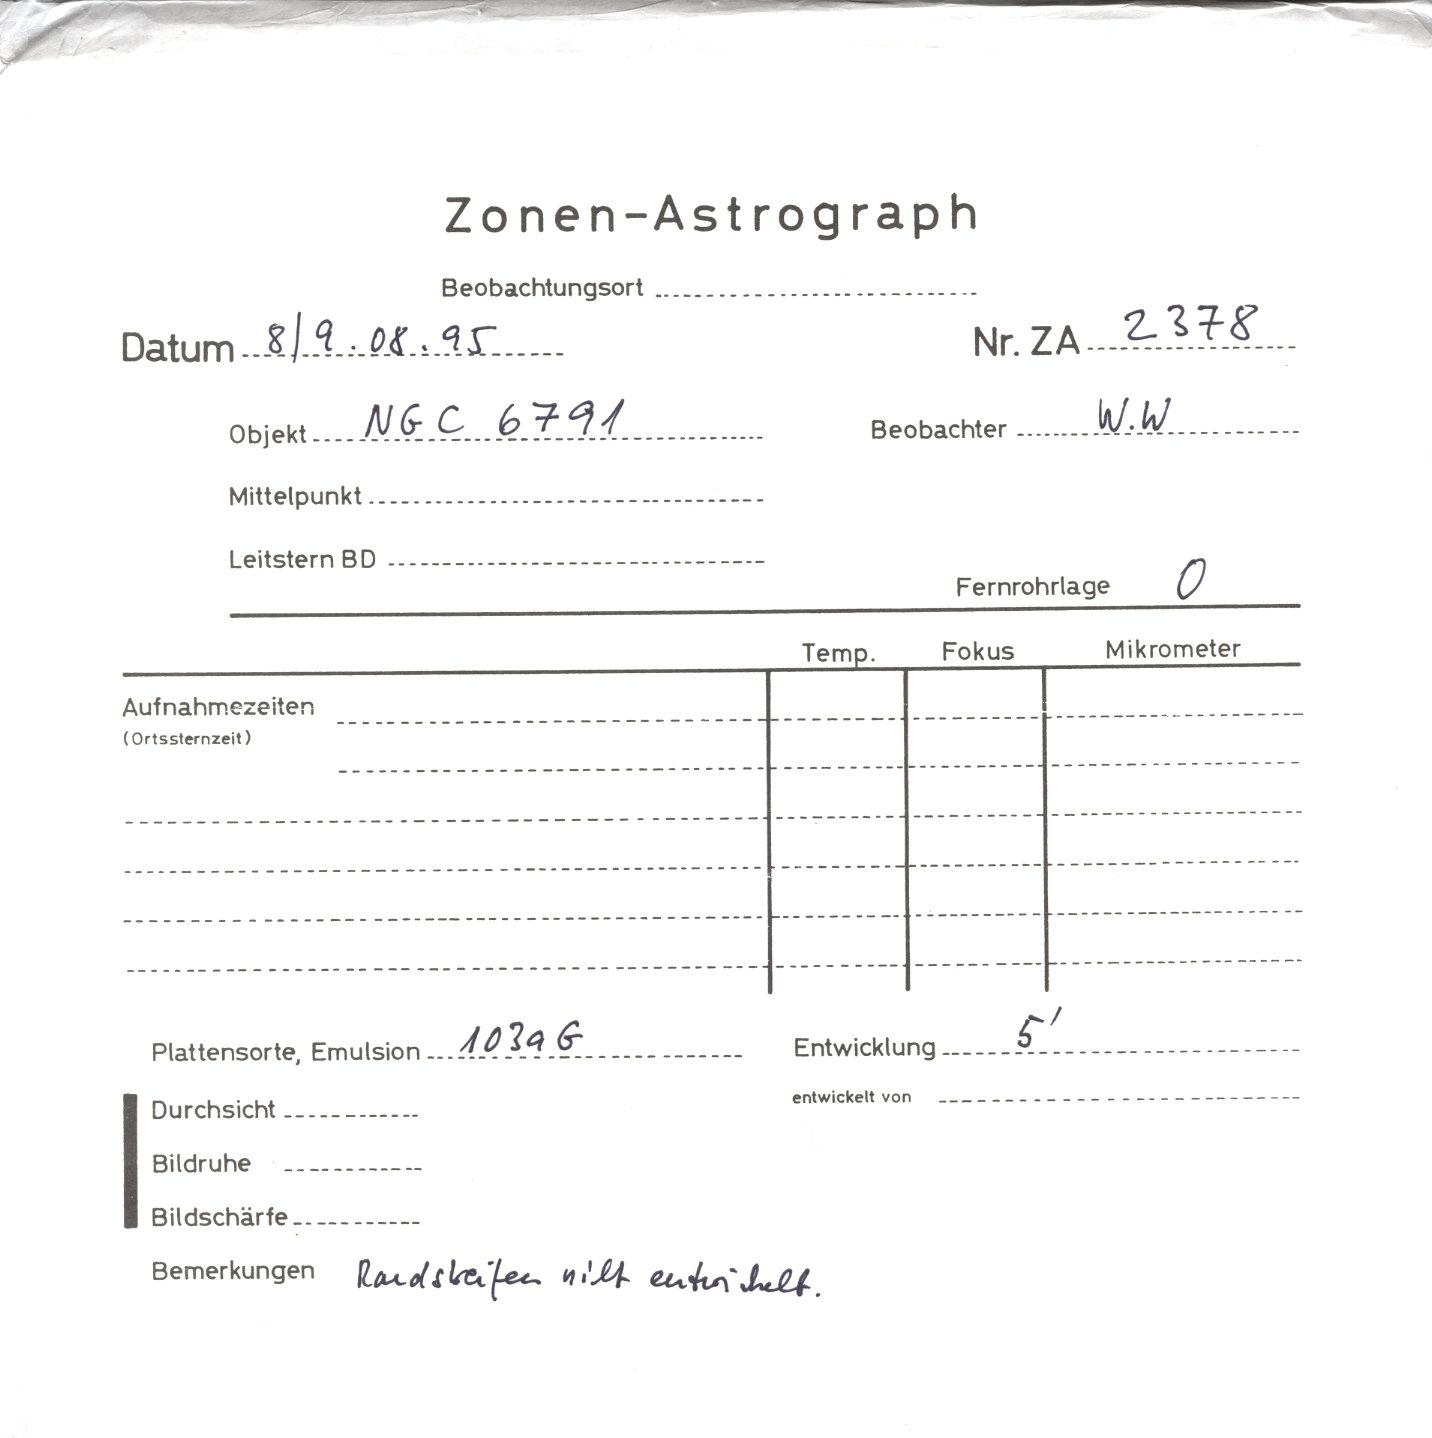 Zonen-Astrograph
Beobachtungsort
Datum 8/9.08.95 Nr. ZA 2378
Objekt NGC 6791 Beobachter W.W
Mittelpunkt
Leitstern BD
Fernrohrlage O
Temp. Fokus Mikrometer
Aufnahmezeiten
(Ortssternzeit)
Plattensorte, Emulsion 103aG Entwicklung 5'
Durchsicht entwickelt von
Bildruhe
Bildschärfe
Bemerkungen Randstreifen nicht entwickelt.